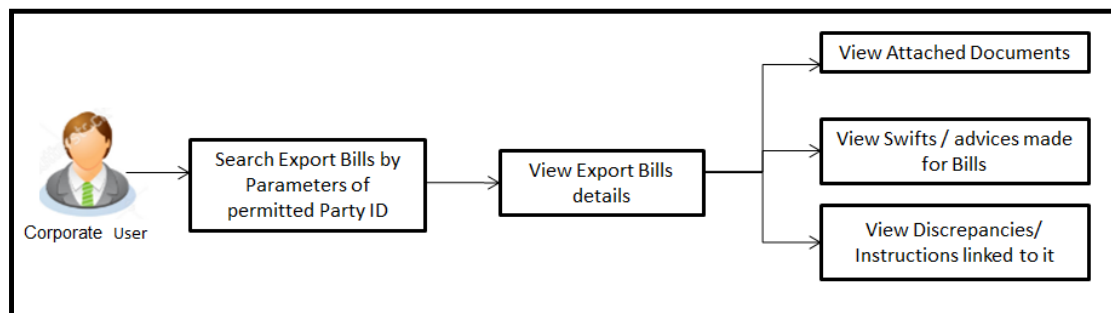 Corporate User
Search Export Bills by
Parameters of
permitted Party ID
View Export Bills
details
View Attached Documents
View Swifts / advices made
for Bills
View Discrepancies/
Instructions linked to it